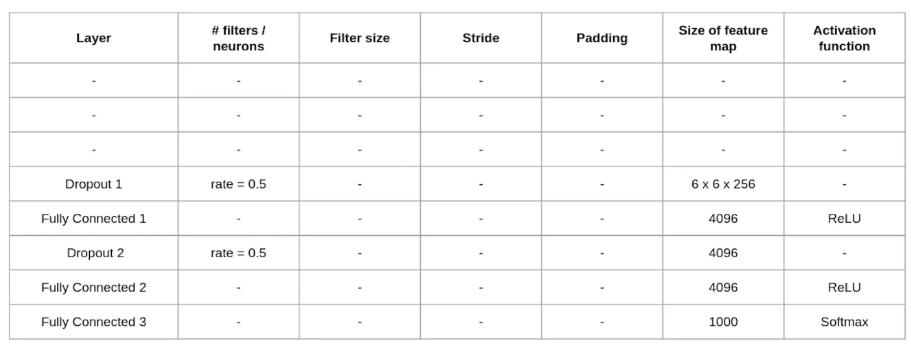 Layer # filters / neurons Filter size Stride Padding Size of feature map Activation function
- - - - - - -
- - - - - - -
- - - - - - -
Dropout 1 rate = 0.5 - - - 6 x 6 x 256 -
Fully Connected 1 - - - - 4096 ReLU
Dropout 2 rate = 0.5 - - - 4096 -
Fully Connected 2 - - - - 4096 ReLU
Fully Connected 3 - - - - 1000 Softmax